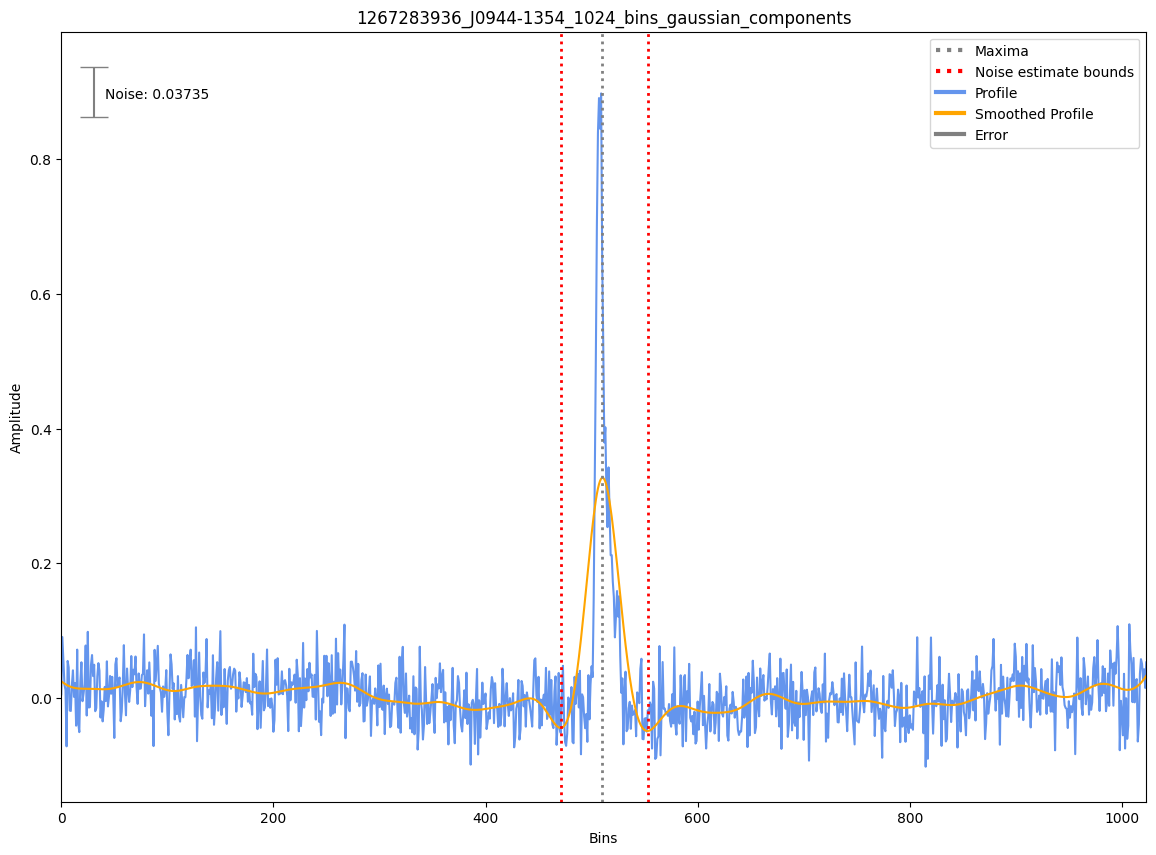 1267283936_J0944-1354_1024_bins_gaussian_components
Noise: 0.03735
Maxima
Noise estimate bounds
Profile
Smoothed Profile
Error
Amplitude
0.8
0.6
0.4
0.2
0.0
0 200 400 600 800 1000
Bins